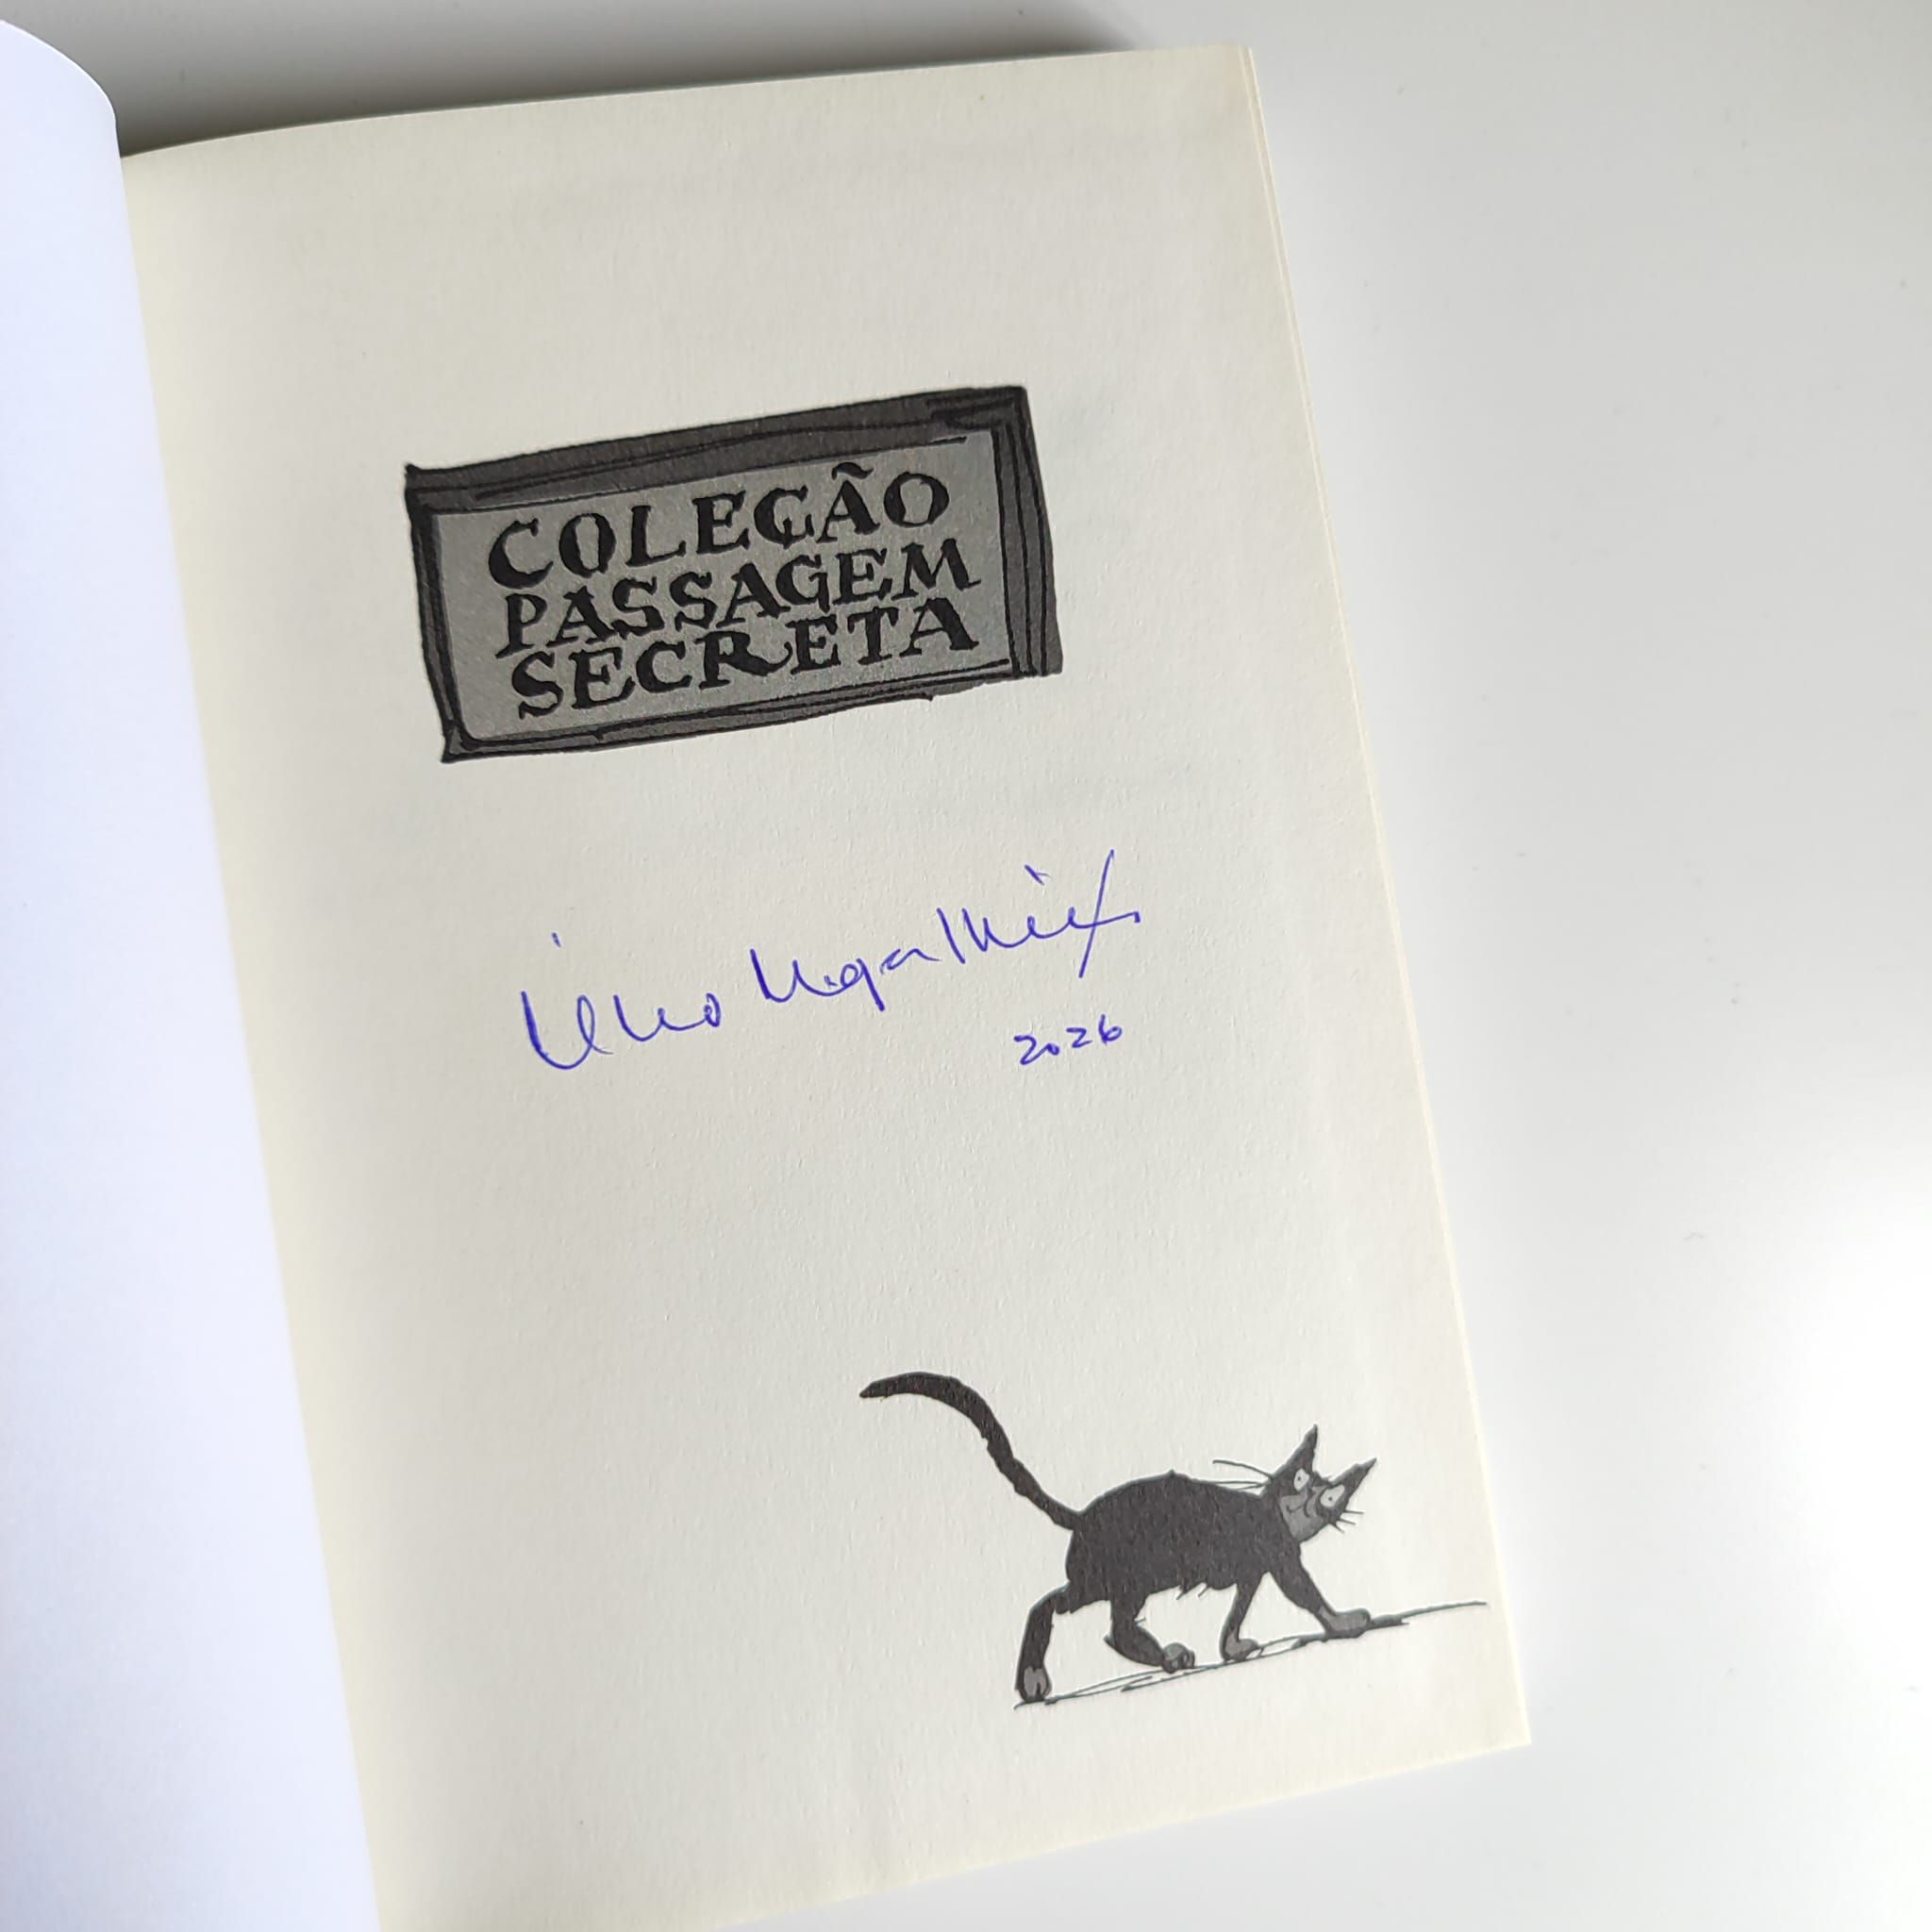 COLEÇÃO
PASSAGEM
SECRETA
2026